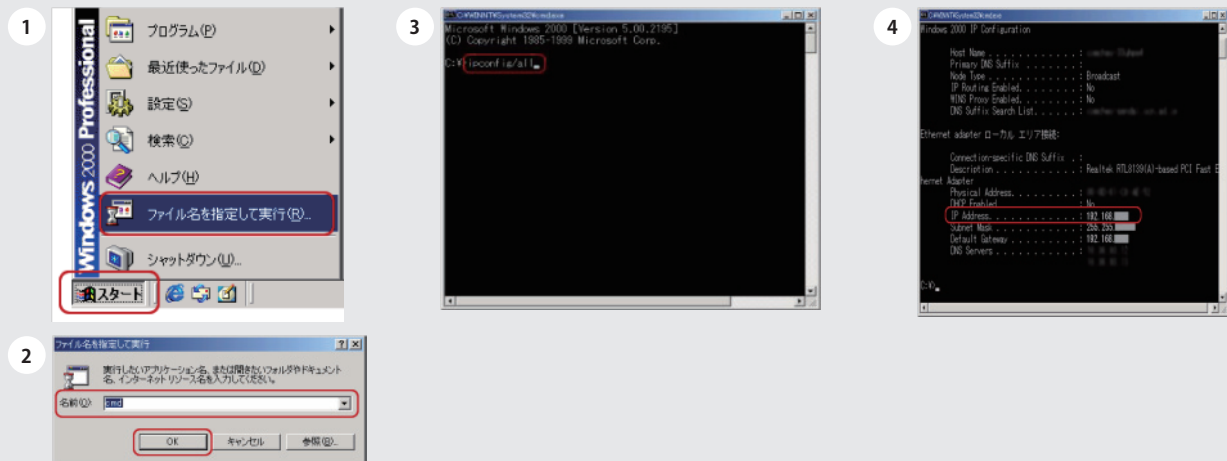 1
Windows 2000 Professional
プログラム(P)
最近使ったファイル(D)
設定(S)
検索(C)
ヘルプ(H)
ファイル名を指定して実行(R)...
シャットダウン(U)...
スタート
2
ファイル名を指定して実行
実行したいアプリケーション名、または開きたいフォルダやドキュメント
名、インターネット リソース名を入力してください。
名前(O):
cmd
OK
キャンセル
参照(B)...
3
C:¥WINNT¥System32¥cmd.exe
Microsoft Windows 2000 [Version 5.00.2195]
(C) Copyright 1985-1999 Microsoft Corp.
C:¥>ipconfig/all_
4
C:¥WINNT¥System32¥cmd.exe
Windows 2000 IP Configuration
Host Name . . . . . . . . . . . . :
Primary DNS Suffix . . . . . . . :
Node Type . . . . . . . . . . . . : Broadcast
IP Routing Enabled. . . . . . . . : No
WINS Proxy Enabled. . . . . . . . : No
DNS Suffix Search List. . . . . . :
Ethernet adapter ローカル エリア接続:
Connection-specific DNS Suffix . :
Description . . . . . . . . . . . : Realtek RTL8139(A)-based PCI Fast E
hernet Adapter
Physical Address. . . . . . . . . :
DHCP Enabled. . . . . . . . . . . : No
IP Address. . . . . . . . . . . . : 192.168.
Subnet Mask . . . . . . . . . . . : 255.255.
Default Gateway . . . . . . . . . : 192.168.
DNS Servers . . . . . . . . . . . :
C:¥>_